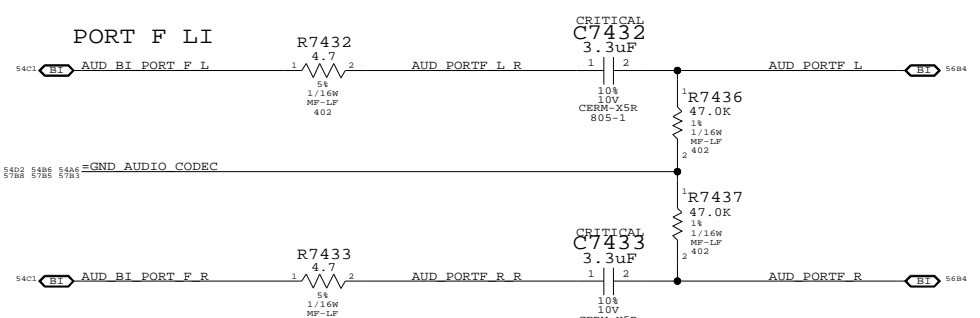 PORT F LI
54C1 BI AUD_BI_PORT_F_L
R7432
4.7
1 2
5%
1/16W
MF-LF
402
AUD_PORTF_L_R
CRITICAL
C7432
3.3uF
1 2
10%
10V
CERM-X5R
805-1
AUD_PORTF_L
BI 56B4
1
R7436
47.0K
1%
1/16W
MF-LF
402
2
54D2 54B6 54A6
57B8 57B5 57B3
=GND_AUDIO_CODEC
1
R7437
47.0K
1%
1/16W
MF-LF
402
2
54C1 BI AUD_BI_PORT_F_R
R7433
4.7
1 2
5%
1/16W
MF-LF
AUD_PORTF_R_R
CRITICAL
C7433
3.3uF
1 2
10%
10V
CERM-X5R
AUD_PORTF_R
BI 56B4